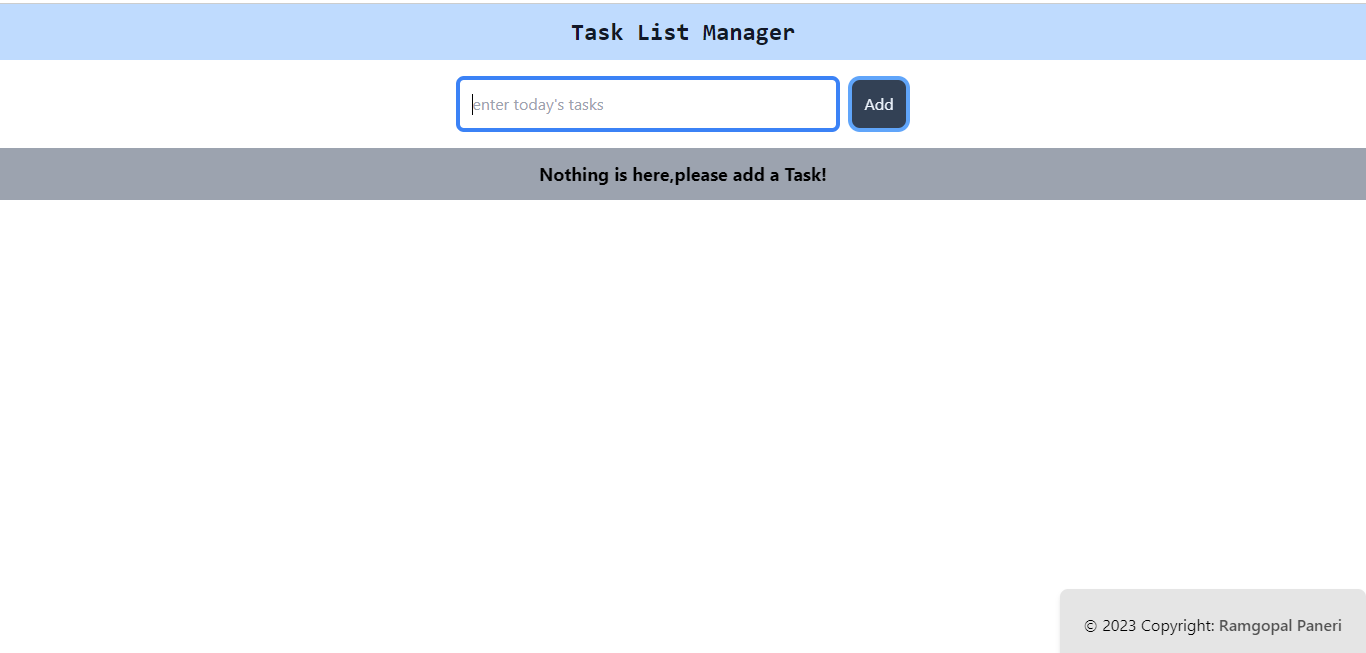 Task List Manager
enter today's tasks
Add
Nothing is here,please add a Task!
© 2023 Copyright: Ramgopal Paneri